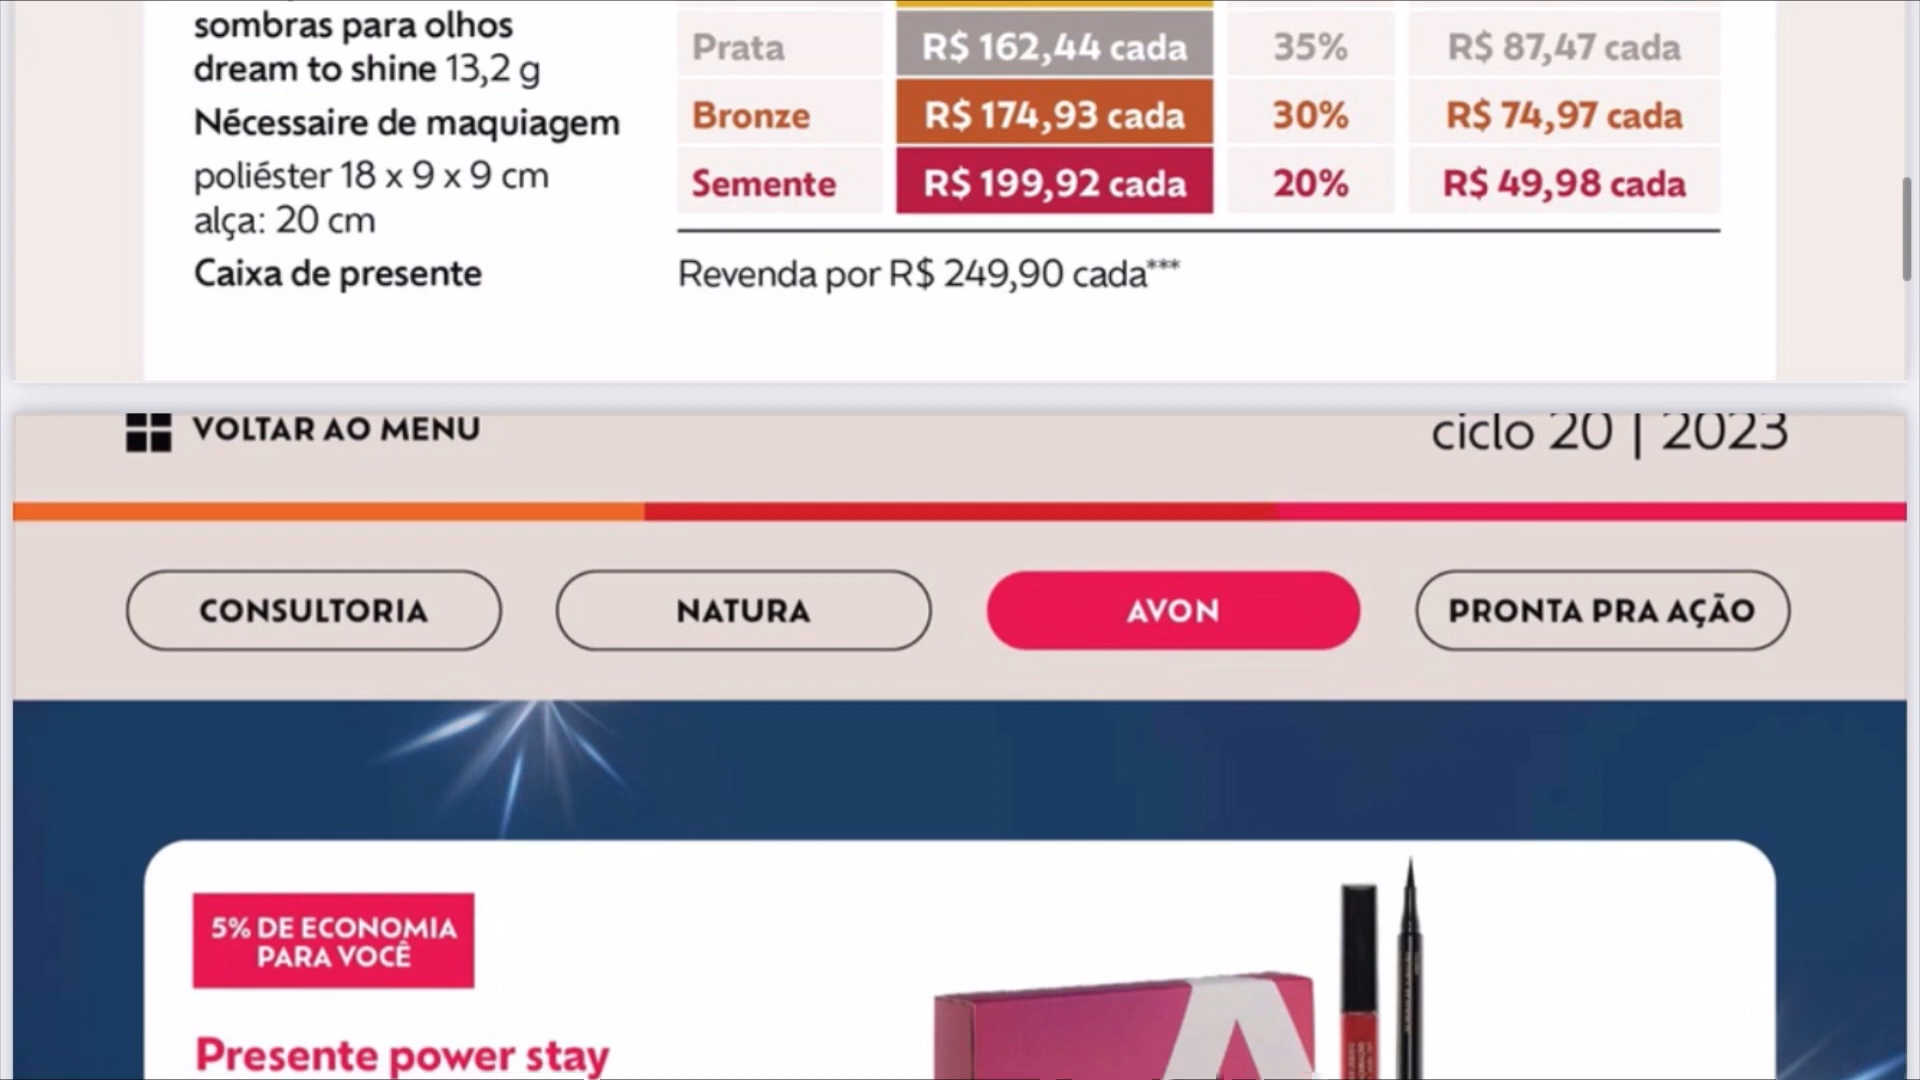 sombras para olhos
dream to shine 13,2 g
Nécessaire de maquiagem
poliéster 18 x 9 x 9 cm
alça: 20 cm
Caixa de presente
Prata R$ 162,44 cada 35% R$ 87,47 cada
Bronze R$ 174,93 cada 30% R$ 74,97 cada
Semente R$ 199,92 cada 20% R$ 49,98 cada
Revenda por R$ 249,90 cada***
VOLTAR AO MENU
ciclo 20 | 2023
CONSULTORIA
NATURA
AVON
PRONTA PRA AÇÃO
5% DE ECONOMIA
PARA VOCÊ
Presente power stay